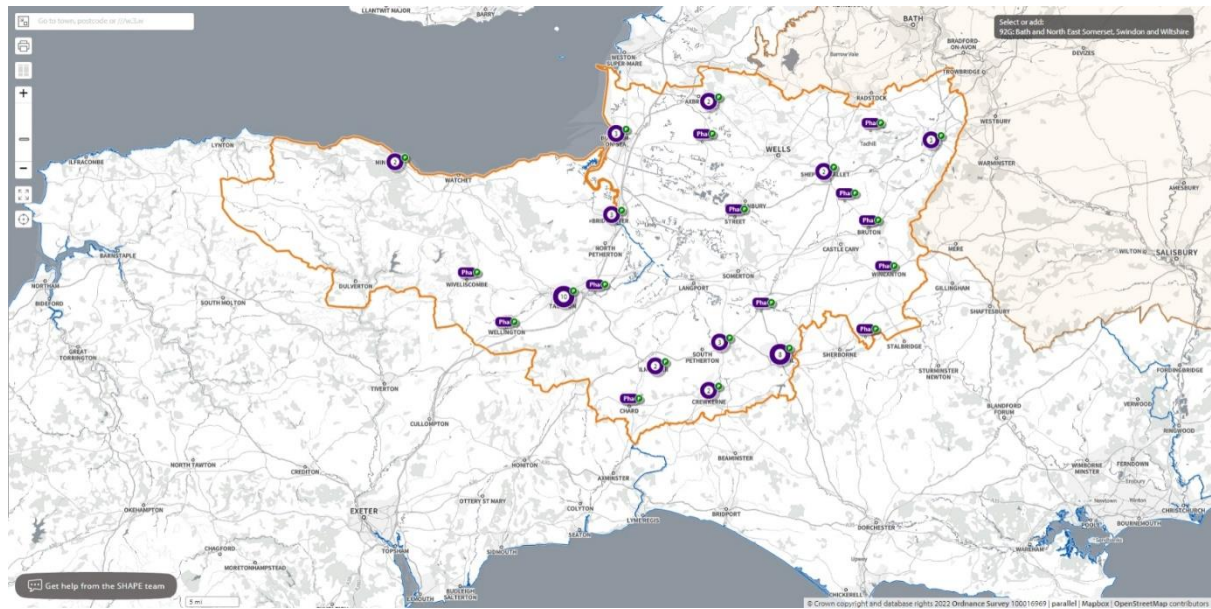 Go to town, postcode or ///w3.w
Select or add:
92G: Bath and North East Somerset, Swindon and Wiltshire
LLANTWIT MAJOR
BARRY
BATH
BRADFORD-
ON-AVON
DEVIZES
WESTON
SUPER-MARE
TROWBRIDGE
RADSTOCK
WESTBURY
ILFRACOMBE
LYNTON
WELLS
WARMINSTER
WATCHET
AMESBURY
STREET
BRUTON
CASTLE CARY
MERE
WILTON
SALISBURY
NORTH
PETHERTON
BARNSTAPLE
NORTHAM
BIDEFORD
SOUTH MOLTON
DULVERTON
WIVELISCOMBE
SOMERTON
LANGPORT
WINCANTON
GILLINGHAM
SHAFTESBURY
10
WELLINGTON
GREAT
TORRINGTON
SOUTH
PETHERTON
SHERBORNE
STALBRIDGE
STURMINSTER
NEWTON
FORDINGBRIDGE
TIVERTON
CHARD
CREWKERNE
BLANDFORD
FORUM
VERWOOD
RINGWOOD
CULLOMPTON
NORTH TAWTON
CREDITON
HONITON
AXMINSTER
BEAMINSTER
WIMBORNE
MINSTER
FERNDOWN
OKEHAMPTON
EXETER
OTTERY ST MARY
COLYTON
LYME REGIS
BRIDPORT
DORCHESTER
CHRISTCHURCH
BOURNEMOUTH
SEATON
TOPSHAM
SIDMOUTH
CHAGFORD
MORETONHAMPSTEAD
WAREHAM
BUDLEIGH
SALTERTON
CHICKERELL
Get help from the SHAPE team
5 mi
© Crown copyright and database rights 2022 Ordnance Survey 100016969 | parallel | Mapbox | OpenStreetMap contributors